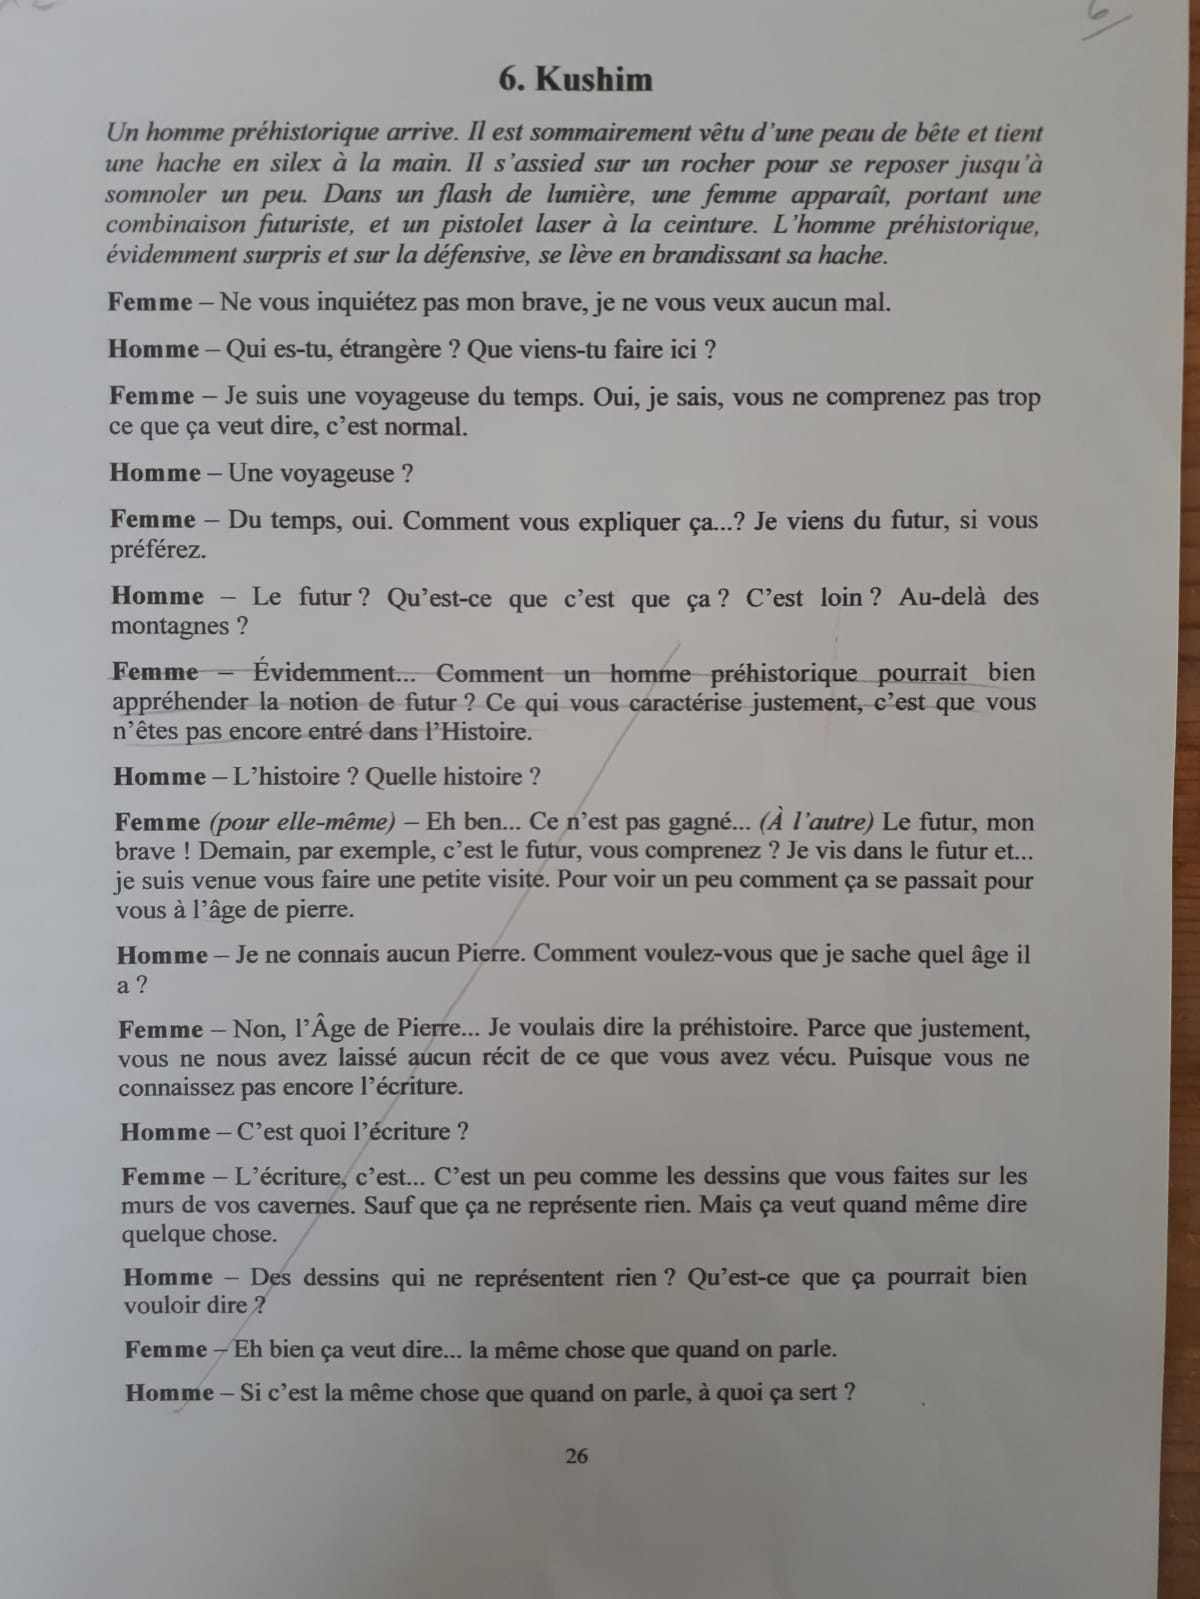 6
6. Kushim
Un homme préhistorique arrive. Il est sommairement vêtu d'une peau de bête et tient
une hache en silex à la main. Il s'assied sur un rocher pour se reposer jusqu'à
somnoler un peu. Dans un flash de lumière, une femme apparaît, portant une
combinaison futuriste, et un pistolet laser à la ceinture. L'homme préhistorique,
évidemment surpris et sur la défensive, se lève en brandissant sa hache.
Femme – Ne vous inquiétez pas mon brave, je ne vous veux aucun mal.
Homme – Qui es-tu, étrangère ? Que viens-tu faire ici ?
Femme – Je suis une voyageuse du temps. Oui, je sais, vous ne comprenez pas trop
ce que ça veut dire, c'est normal.
Homme – Une voyageuse ?
Femme – Du temps, oui. Comment vous expliquer ça...? Je viens du futur, si vous
préférez.
Homme – Le futur ? Qu'est-ce que c'est que ça ? C'est loin ? Au-delà des
montagnes ?
Femme – Évidemment... Comment un homme préhistorique pourrait bien
appréhender la notion de futur ? Ce qui vous caractérise justement, c'est que vous
n'êtes pas encore entré dans l'Histoire.
Homme – L'histoire ? Quelle histoire ?
Femme (pour elle-même) – Eh ben... Ce n'est pas gagné... (À l'autre) Le futur, mon
brave ! Demain, par exemple, c'est le futur, vous comprenez ? Je vis dans le futur et...
je suis venue vous faire une petite visite. Pour voir un peu comment ça se passait pour
vous à l'âge de pierre.
Homme – Je ne connais aucun Pierre. Comment voulez-vous que je sache quel âge il
a ?
Femme – Non, l'Âge de Pierre... Je voulais dire la préhistoire. Parce que justement,
vous ne nous avez laissé aucun récit de ce que vous avez vécu. Puisque vous ne
connaissez pas encore l'écriture.
Homme – C'est quoi l'écriture ?
Femme – L'écriture, c'est... C'est un peu comme les dessins que vous faites sur les
murs de vos cavernes. Sauf que ça ne représente rien. Mais ça veut quand même dire
quelque chose.
Homme – Des dessins qui ne représentent rien ? Qu'est-ce que ça pourrait bien
vouloir dire ?
Femme – Eh bien ça veut dire... la même chose que quand on parle.
Homme – Si c'est la même chose que quand on parle, à quoi ça sert ?
26